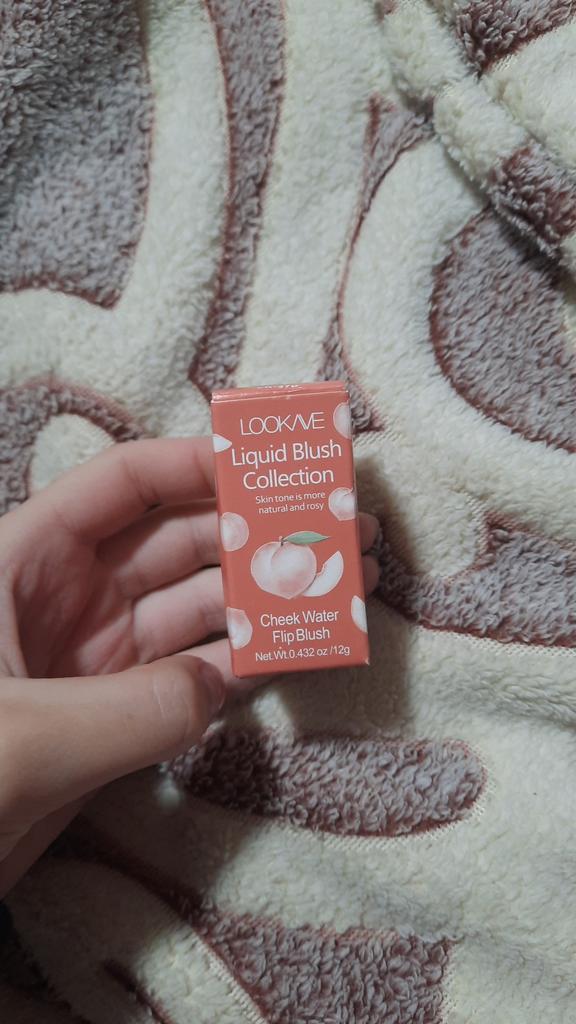 LOOKAVE
Liquid Blush
Collection
Skin tone is more
natural and rosy
Cheek Water
Flip Blush
Net.Wt.0.432 oz /12g